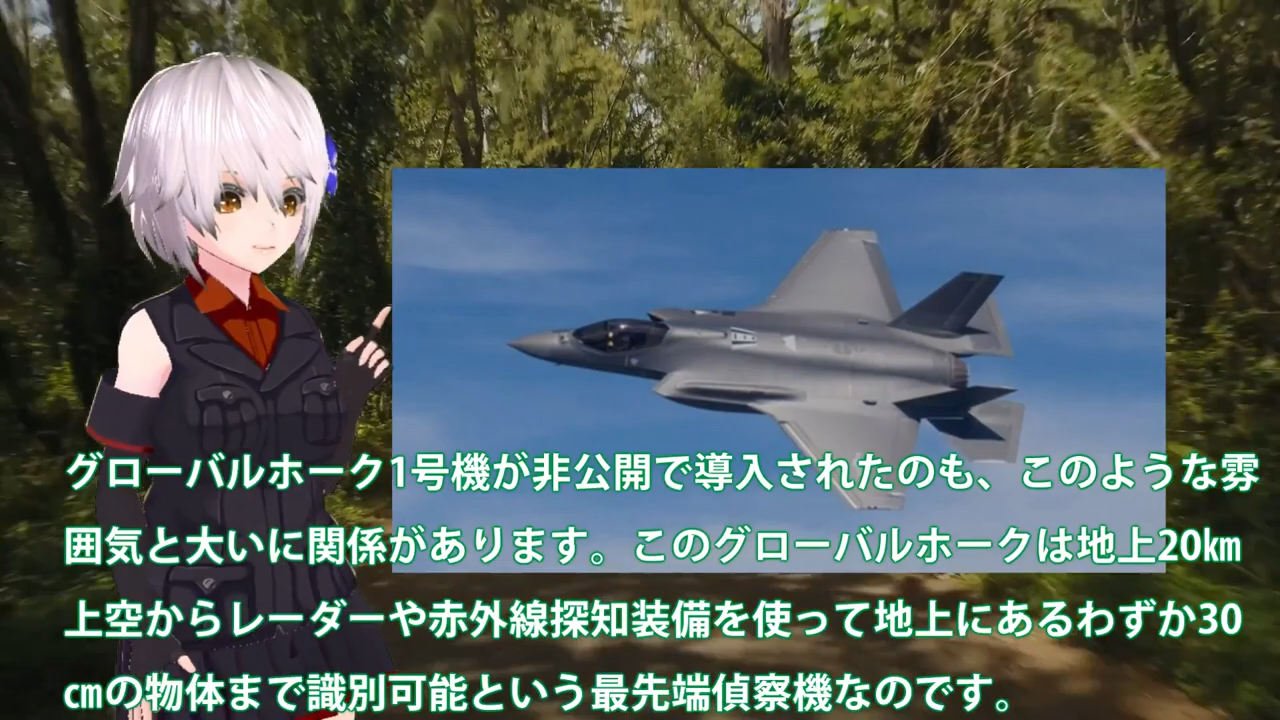 グローバルホーク1号機が非公開で導入されたのも、このような雰
囲気と大いに関係があります。このグローバルホークは地上20㎞
上空からレーダーや赤外線探知装備を使って地上にあるわずか30
㎝の物体まで識別可能という最先端偵察機なのです。